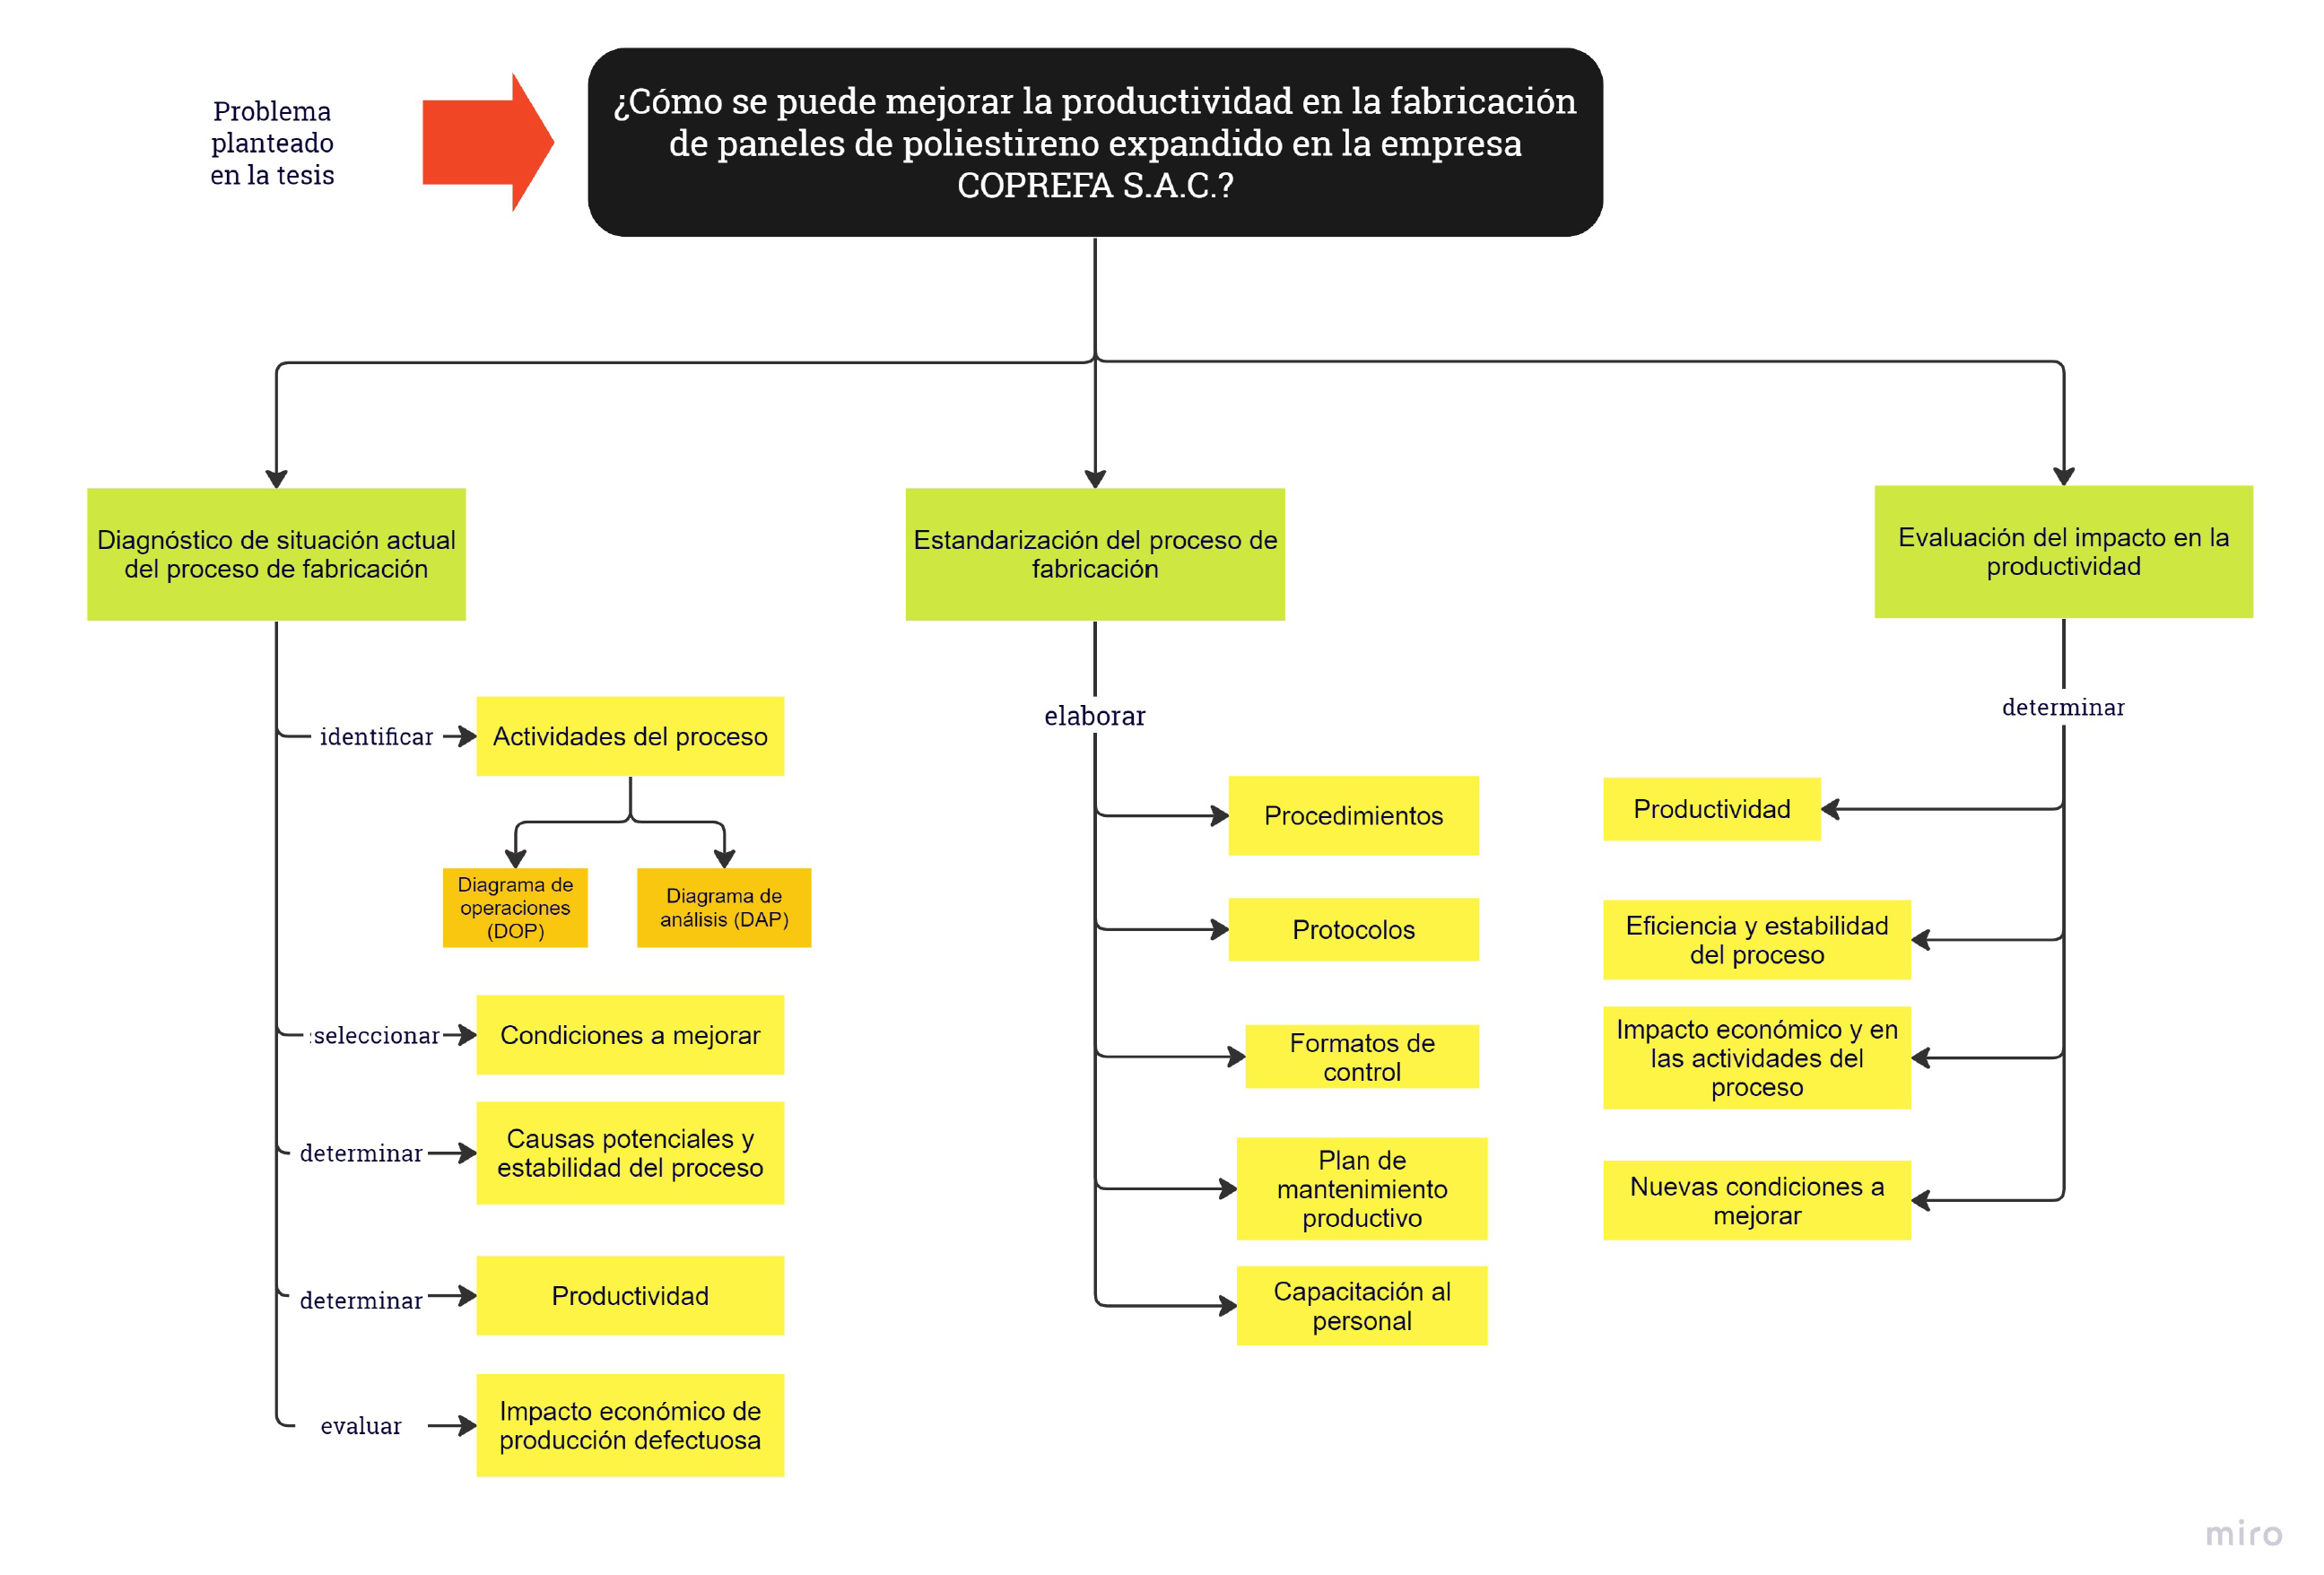 Problema
planteado
en la tesis
¿Cómo se puede mejorar la productividad en la fabricación
de paneles de poliestireno expandido en la empresa
COPREFA S.A.C.?
Diagnóstico de situación actual
del proceso de fabricación
identificar
Actividades del proceso
Diagrama de
operaciones
(DOP)
Diagrama de
análisis (DAP)
seleccionar
Condiciones a mejorar
determinar
Causas potenciales y
estabilidad del proceso
determinar
Productividad
evaluar
Impacto económico de
producción defectuosa
Estandarización del proceso de
fabricación
elaborar
Procedimientos
Protocolos
Formatos de
control
Plan de
mantenimiento
productivo
Capacitación al
personal
Evaluación del impacto en la
productividad
determinar
Productividad
Eficiencia y estabilidad
del proceso
Impacto económico y en
las actividades del
proceso
Nuevas condiciones a
mejorar
miro